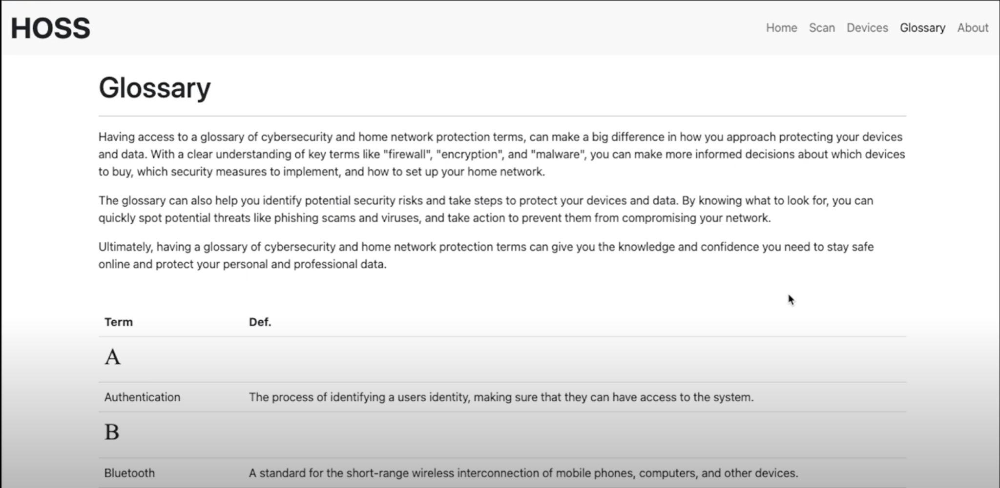 HOSS
Home Scan Devices Glossary About
Glossary
Having access to a glossary of cybersecurity and home network protection terms, can make a big difference in how you approach protecting your devices
and data. With a clear understanding of key terms like "firewall", "encryption", and "malware", you can make more informed decisions about which devices
to buy, which security measures to implement, and how to set up your home network.
The glossary can also help you identify potential security risks and take steps to protect your devices and data. By knowing what to look for, you can
quickly spot potential threats like phishing scams and viruses, and take action to prevent them from compromising your network.
Ultimately, having a glossary of cybersecurity and home network protection terms can give you the knowledge and confidence you need to stay safe
online and protect your personal and professional data.
Term Def.
A
Authentication The process of identifying a users identity, making sure that they can have access to the system.
B
Bluetooth A standard for the short-range wireless interconnection of mobile phones, computers, and other devices.